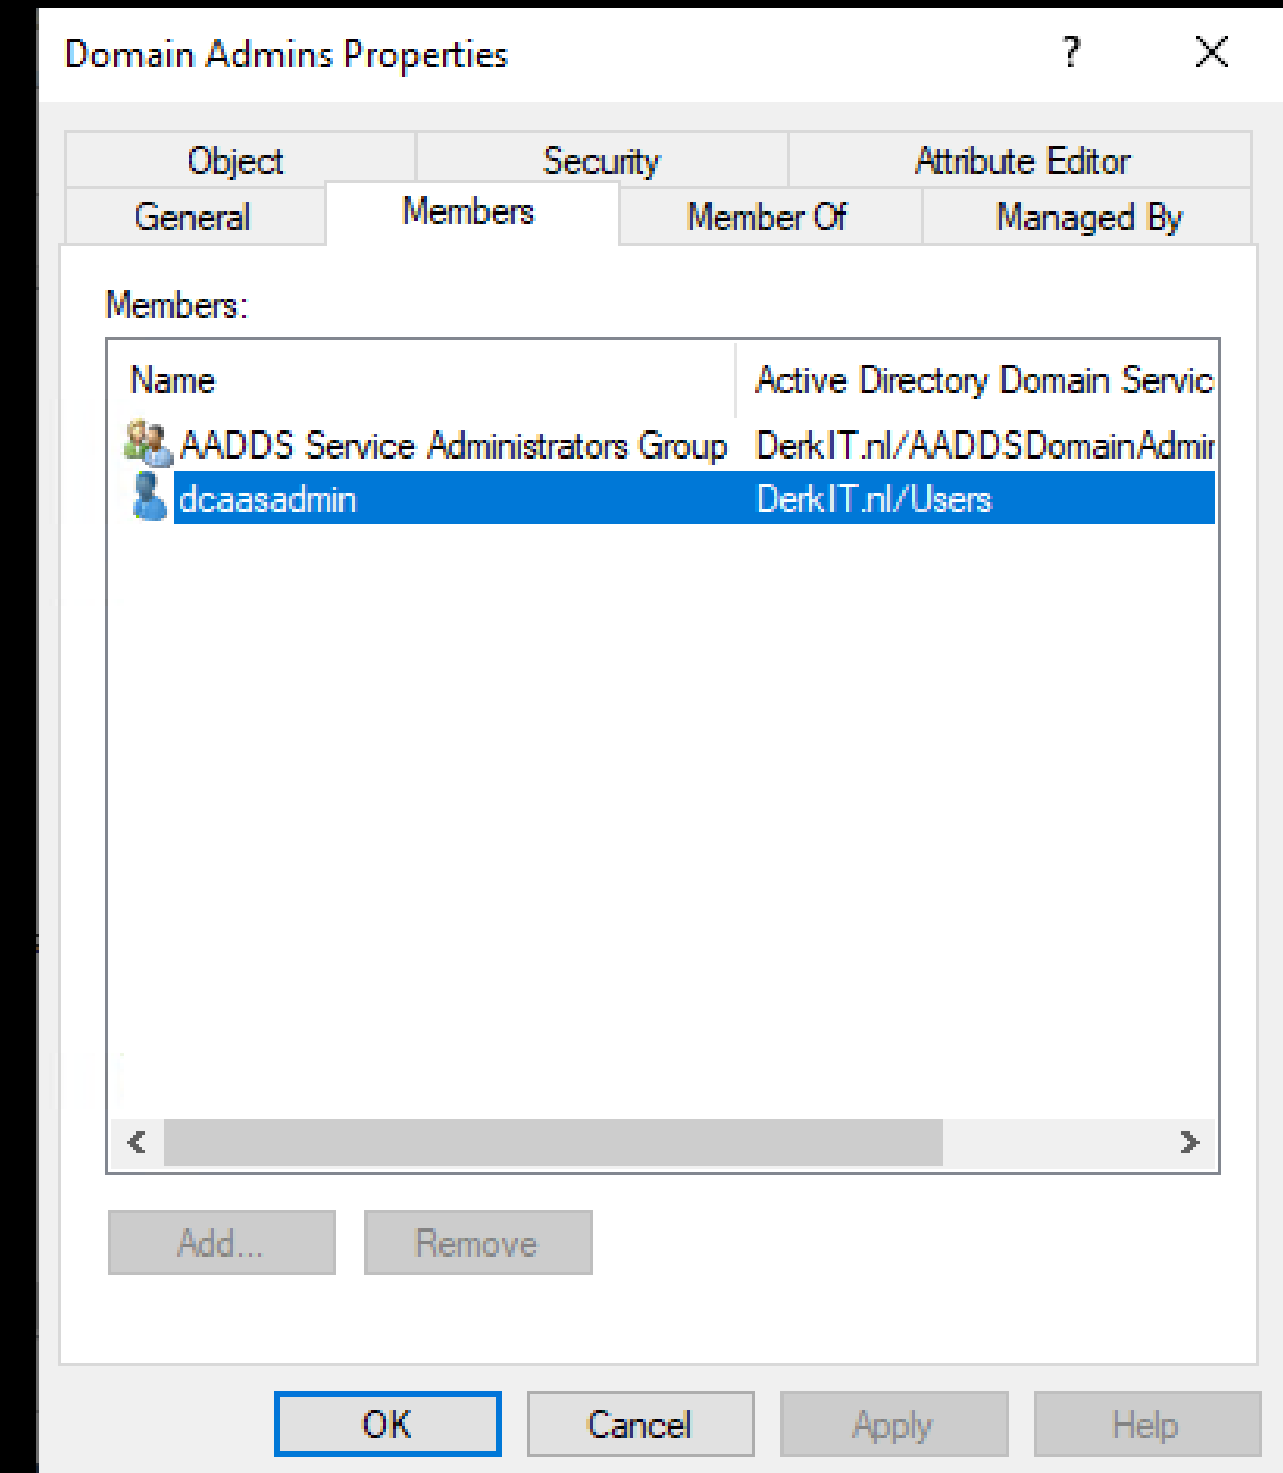 Domain Admins Properties ? X
Object Security Attribute Editor
General Members Member Of Managed By
Members:
Name Active Directory Domain Servic
AADDS Service Administrators Group DerkIT.nl/AADDSDomainAdmin
dcaasadmin DerkIT.nl/Users
Add... Remove
OK Cancel Apply Help